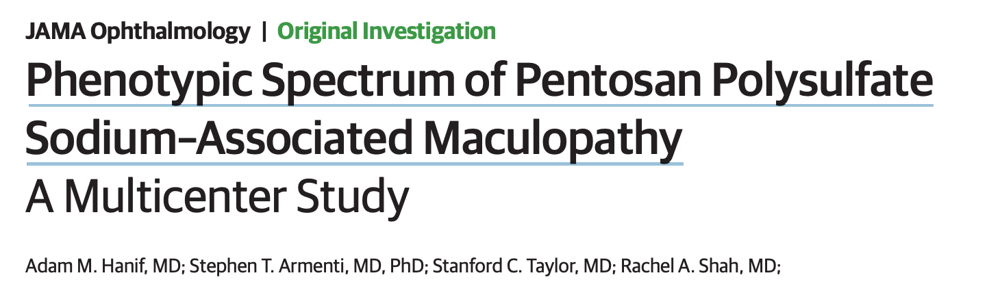 JAMA Ophthalmology | Original Investigation
Phenotypic Spectrum of Pentosan Polysulfate
Sodium–Associated Maculopathy
A Multicenter Study
Adam M. Hanif, MD; Stephen T. Armenti, MD, PhD; Stanford C. Taylor, MD; Rachel A. Shah, MD;